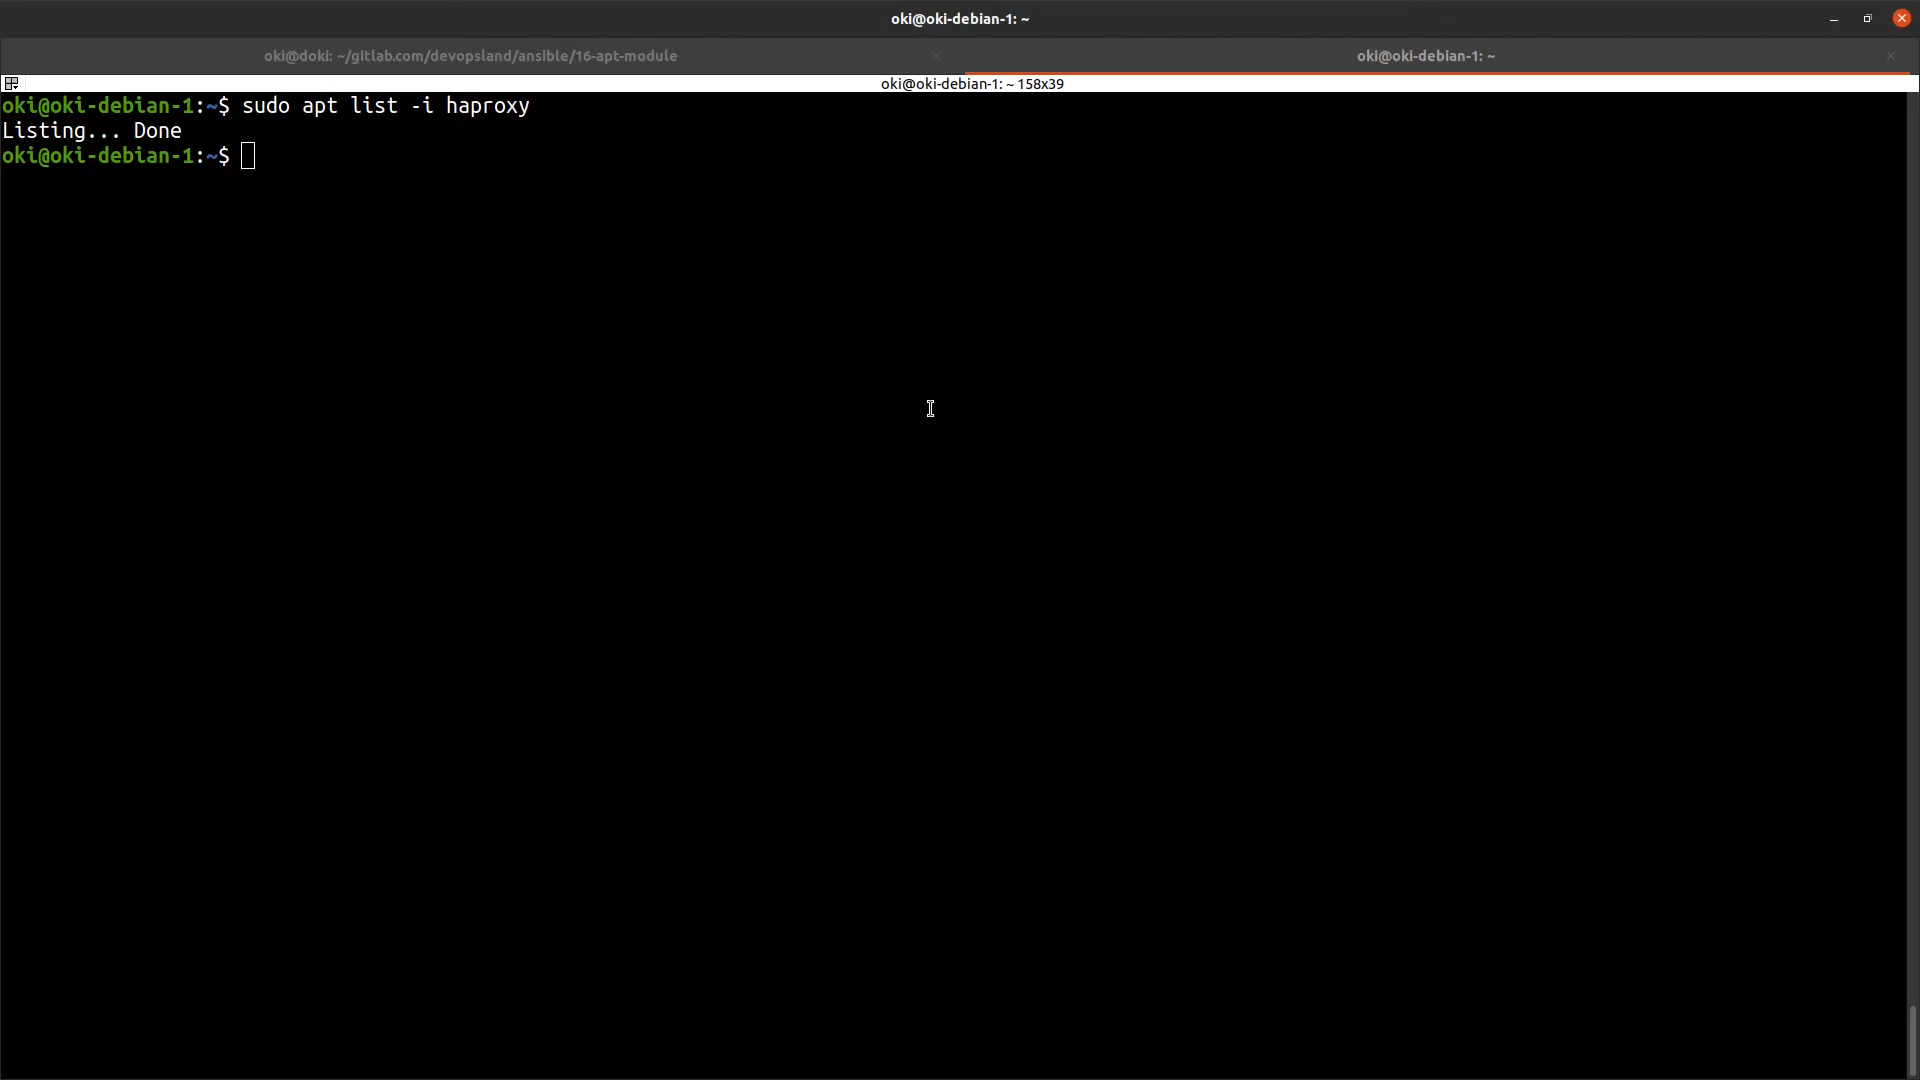 oki@oki-debian-1: ~
oki@doki: ~/gitlab.com/devopsland/ansible/16-apt-module
oki@oki-debian-1: ~
oki@oki-debian-1: ~ 158x39
oki@oki-debian-1:~$ sudo apt list -i haproxy
Listing... Done
oki@oki-debian-1:~$